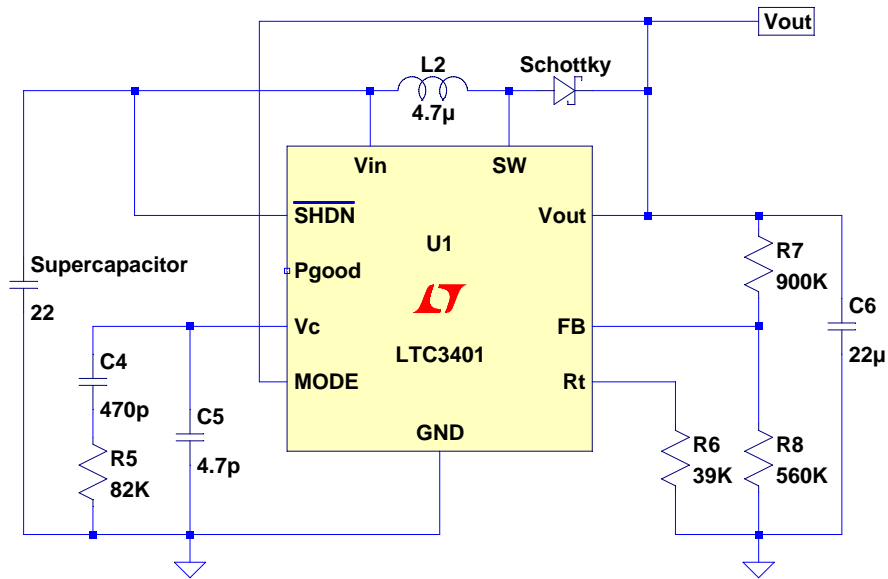 Vout
L2
4.7µ
Schottky
Vin
SW
SHDN
Vout
Supercapacitor
22
U1
Pgood
R7
900K
Vc
FB
C6
22µ
LTC3401
C4
470p
MODE
Rt
C5
4.7p
GND
R5
82K
R6
39K
R8
560K